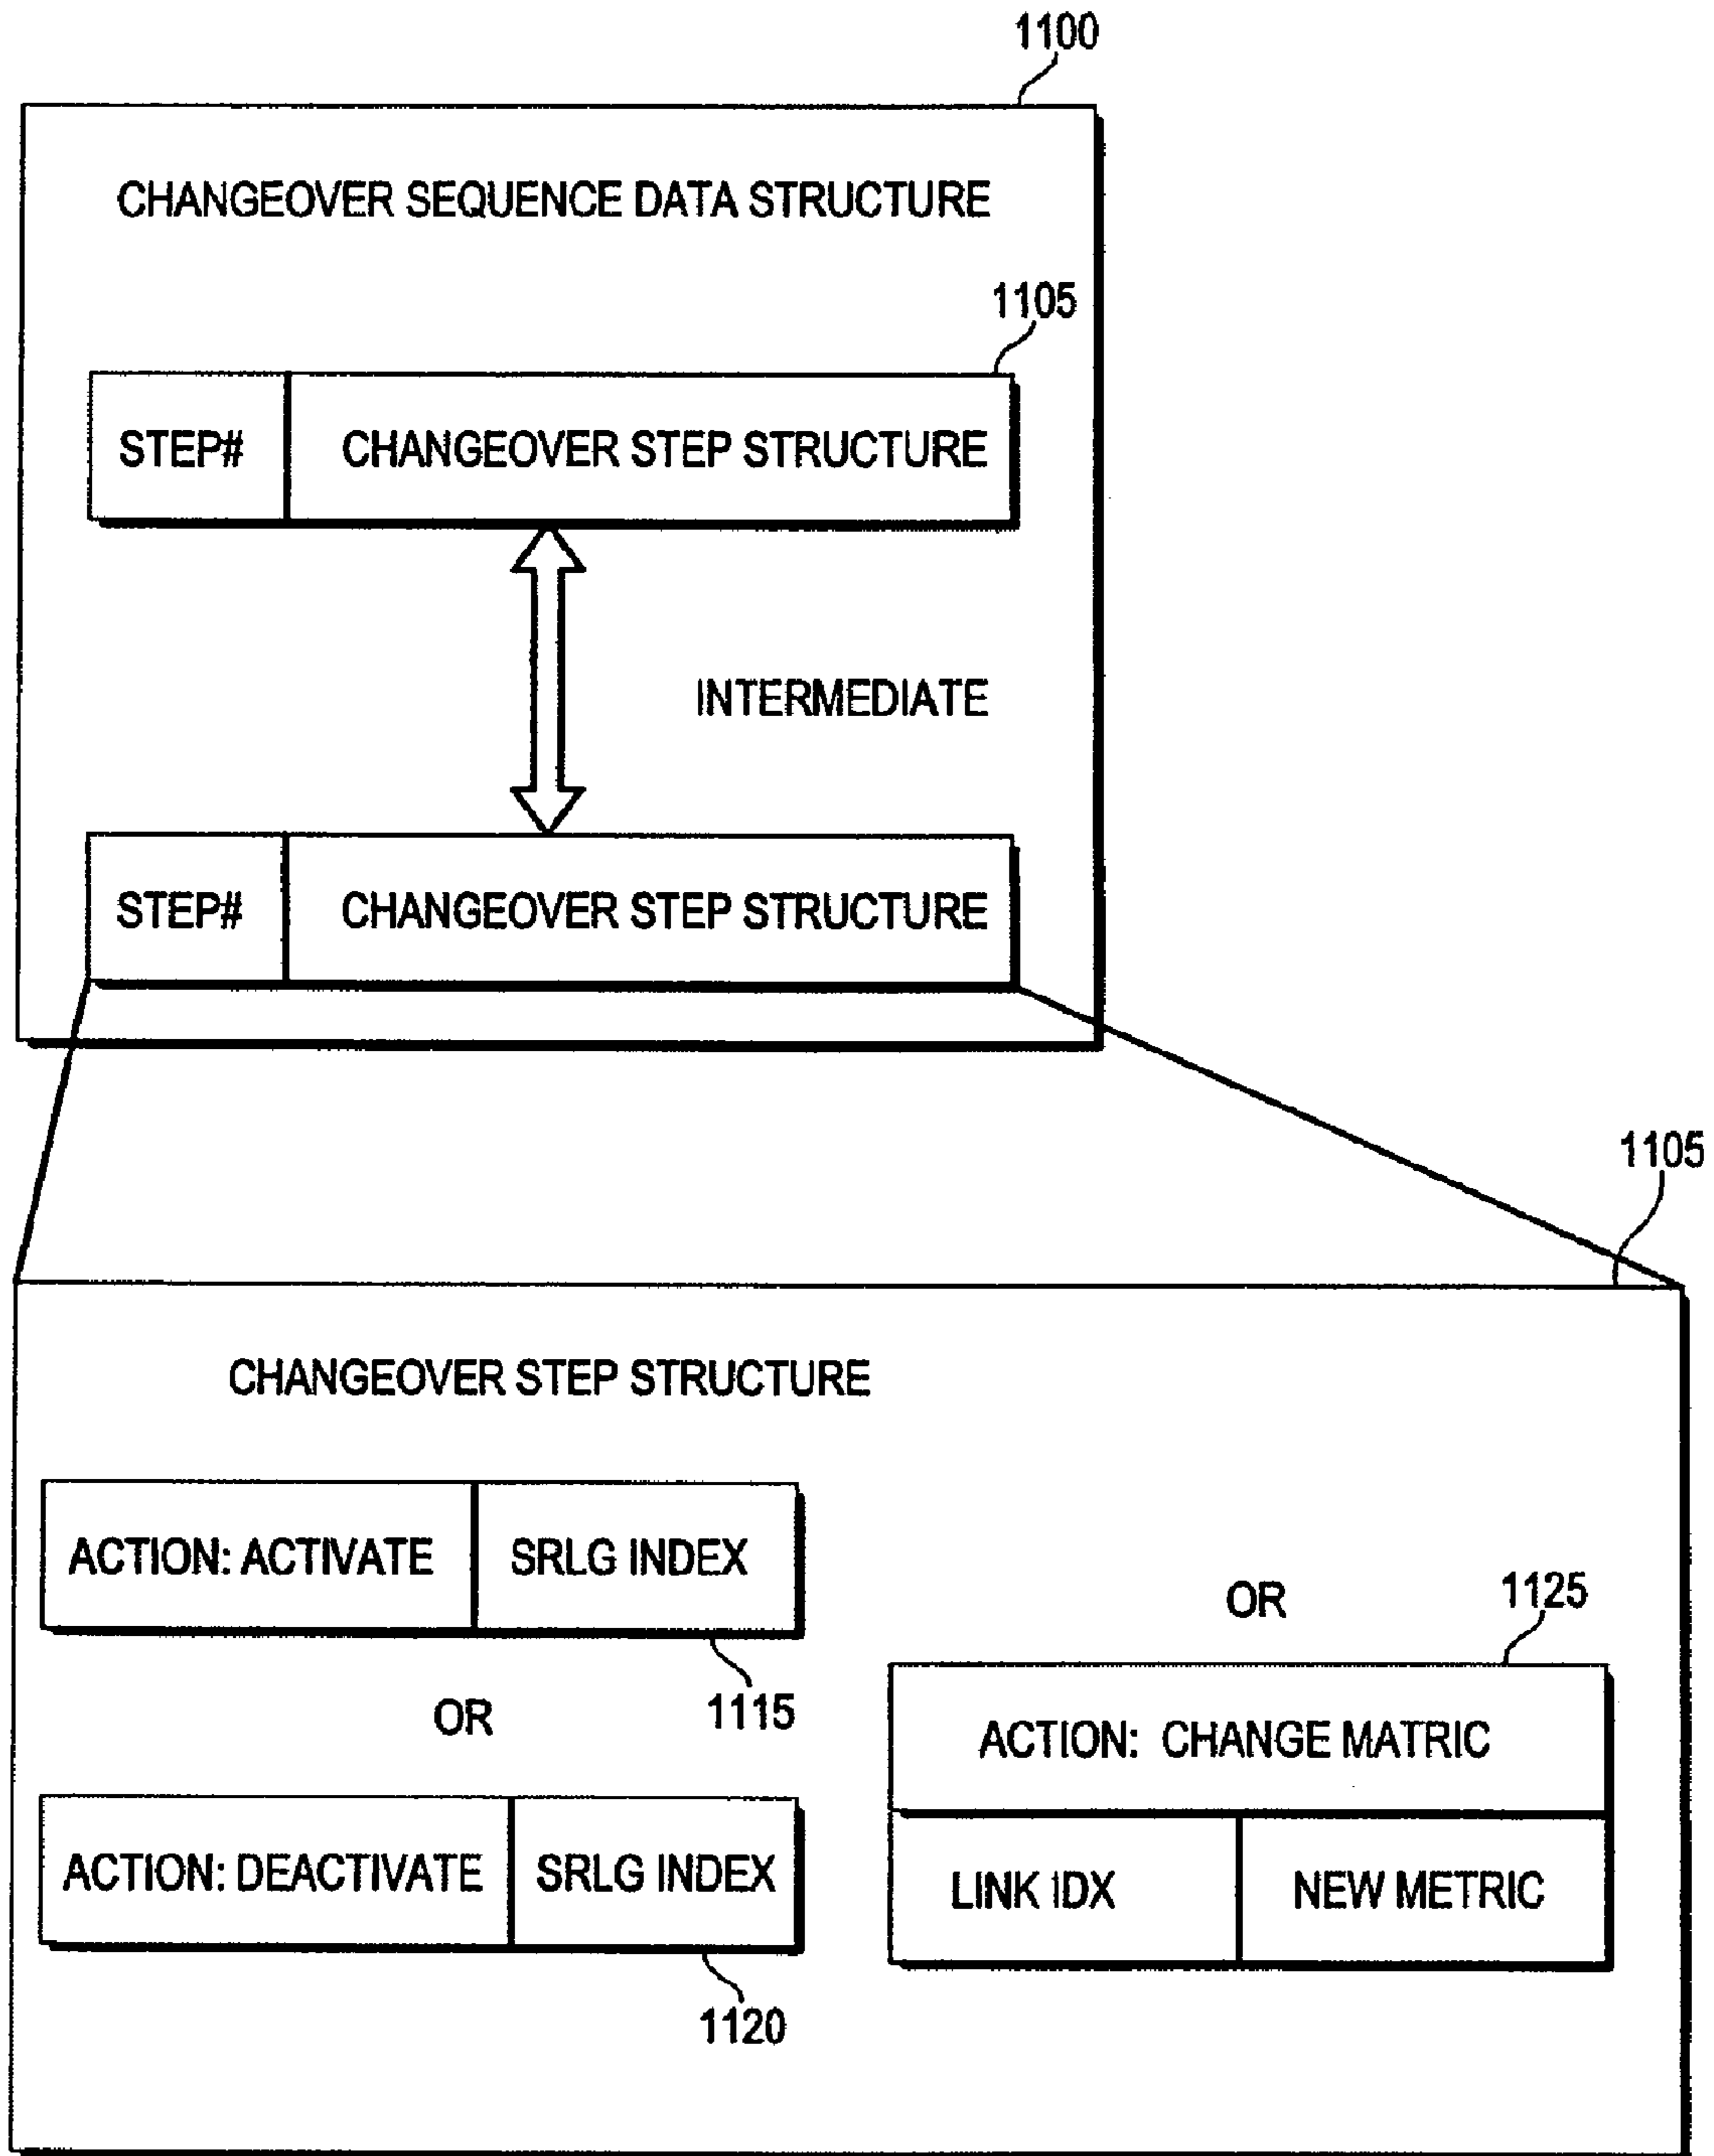 1100
CHANGEOVER SEQUENCE DATA STRUCTURE
1105
STEP# CHANGEOVER STEP STRUCTURE
INTERMEDIATE
STEP# CHANGEOVER STEP STRUCTURE
1105
CHANGEOVER STEP STRUCTURE
ACTION: ACTIVATE SRLG INDEX
1115
OR
ACTION: DEACTIVATE SRLG INDEX
1120
OR
1125
ACTION: CHANGE MATRIC
LINK IDX NEW METRIC